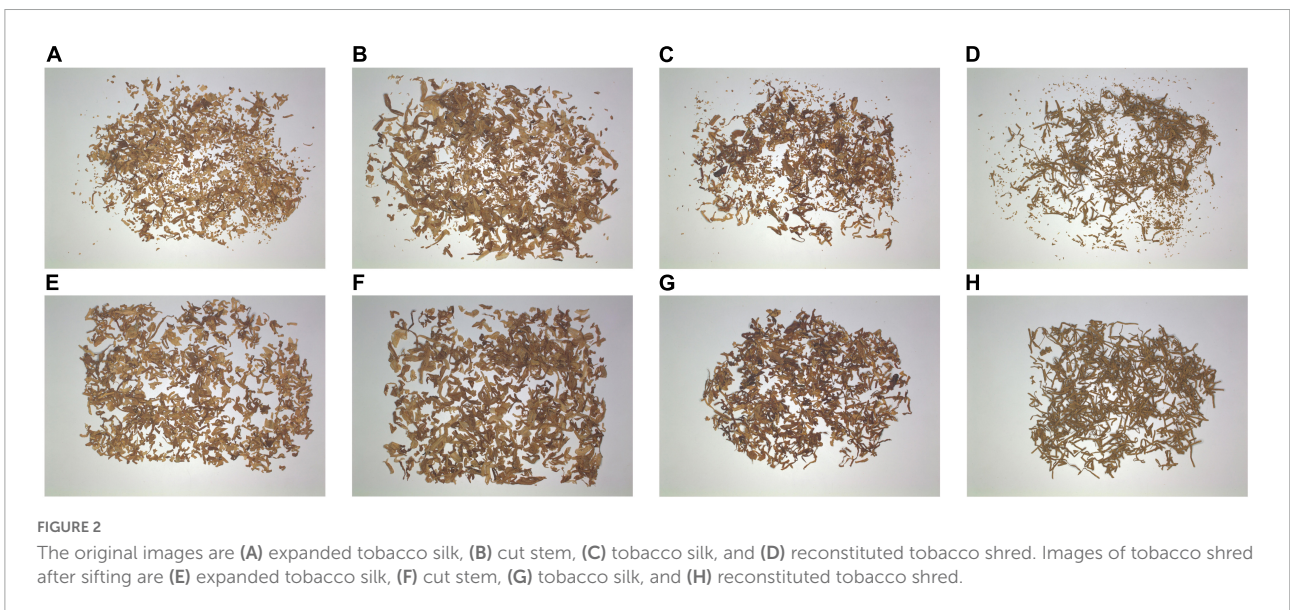 A
B
C
D
E
F
G
H
FIGURE 2
The original images are (A) expanded tobacco silk, (B) cut stem, (C) tobacco silk, and (D) reconstituted tobacco shred. Images of tobacco shred
after sifting are (E) expanded tobacco silk, (F) cut stem, (G) tobacco silk, and (H) reconstituted tobacco shred.